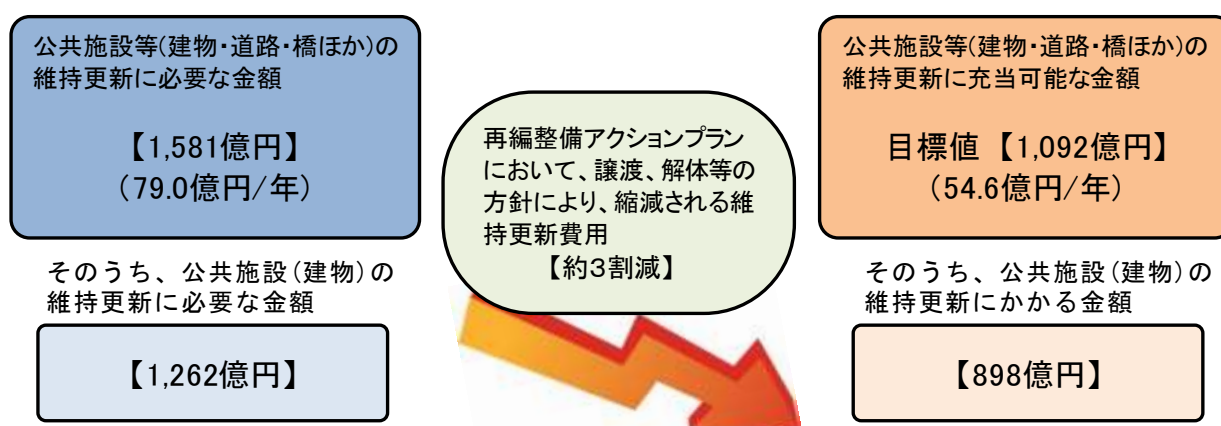 公共施設等(建物・道路・橋ほか)の
維持更新に必要な金額
【1,581億円】
(79.0億円/年)
そのうち、公共施設(建物)の
維持更新に必要な金額
【1,262億円】
再編整備アクションプラン
において、譲渡、解体等の
方針により、縮減される維
持更新費用
【約3割減】
公共施設等(建物・道路・橋ほか)の
維持更新に充当可能な金額
目標値【1,092億円】
(54.6億円/年)
そのうち、公共施設(建物)の
維持更新にかかる金額
【898億円】